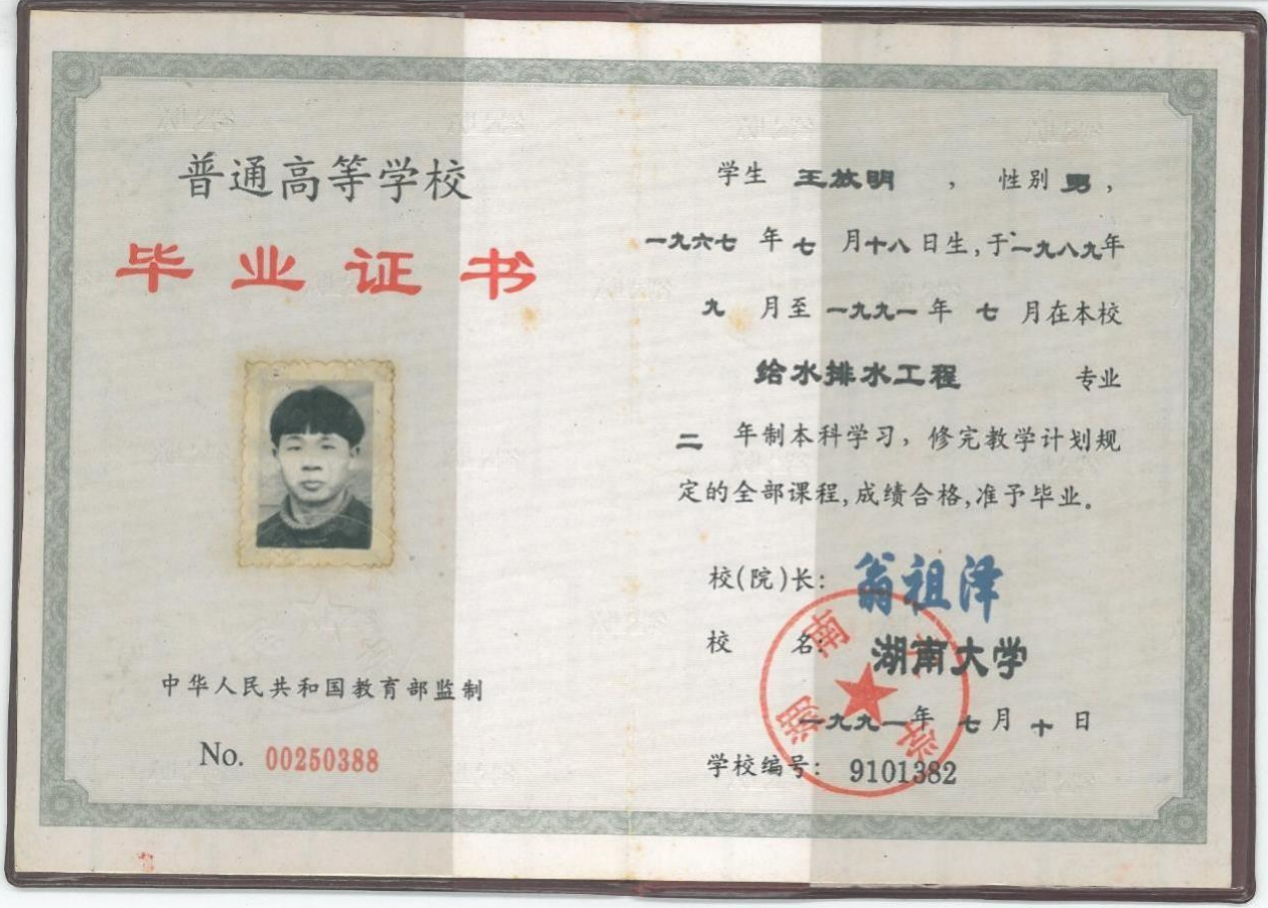 普通高等学校
毕业证书
中华人民共和国教育部监制
No. 00250388
学生 王放明 , 性别 男 ,
一九六七 年 七 月十八日生,于一九八九年
九 月至 一九九一 年 七 月在本校
给水排水工程 专业
二 年制本科学习，修完教学计划规
定的全部课程,成绩合格,准予毕业。
校(院)长: 翁祖泽
校 名: 湖南大学
一九九一年 七 月 十 日
学校编号: 9101382
湖南大学